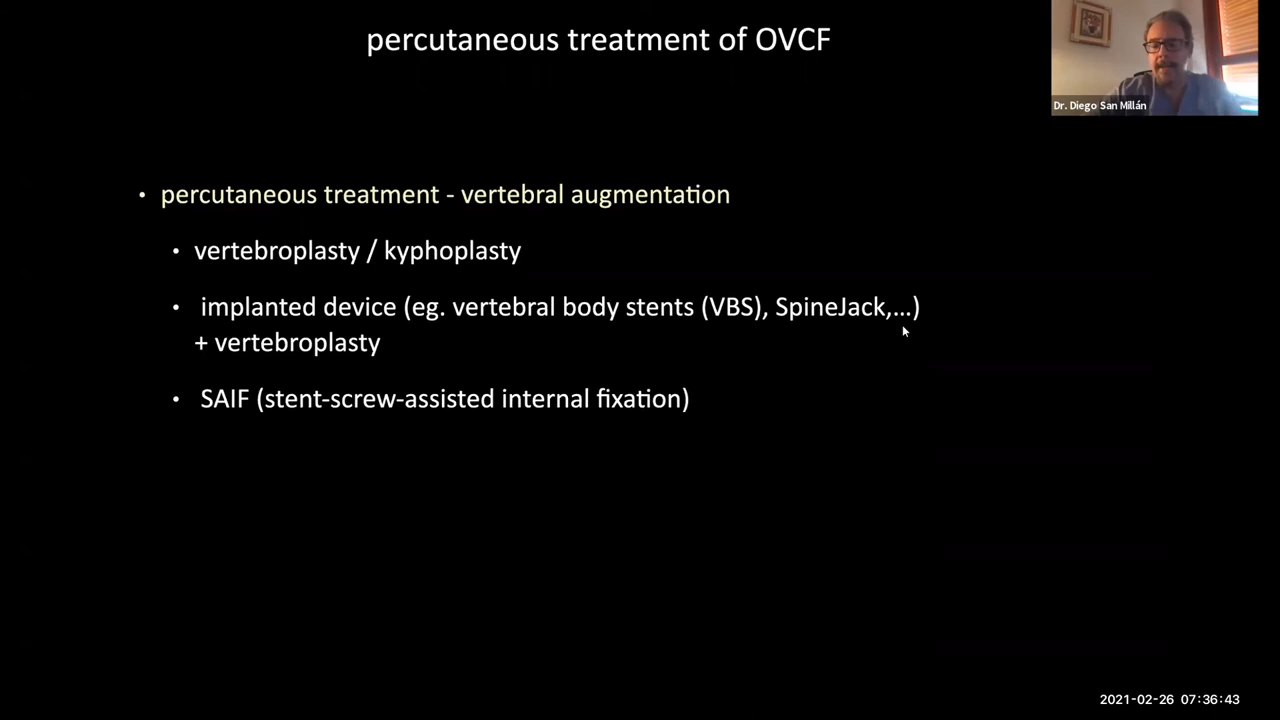 percutaneous treatment of OVCF
Dr. Diego San Millán
• percutaneous treatment - vertebral augmentation
• vertebroplasty / kyphoplasty
• implanted device (eg. vertebral body stents (VBS), SpineJack,...)
+ vertebroplasty
• SAIF (stent-screw-assisted internal fixation)
2021-02-26 07:36:43